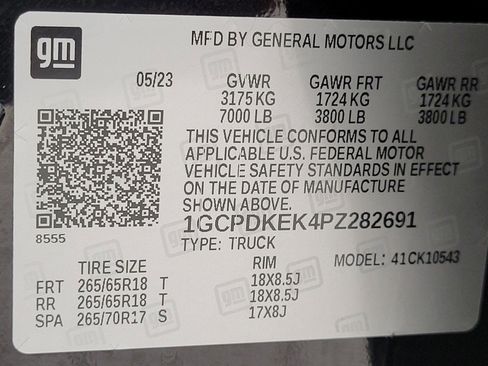 gm
MFD BY GENERAL MOTORS LLC
05/23 GVWR GAWR FRT GAWR RR
3175 KG 1724 KG 1724 KG
7000 LB 3800 LB 3800 LB
THIS VEHICLE CONFORMS TO ALL
APPLICABLE U.S. FEDERAL MOTOR
VEHICLE SAFETY STANDARDS IN EFFECT
ON THE DATE OF MANUFACTURE
SHOWN ABOVE.
8555
1GCPDKEK4PZ282691
TYPE: TRUCK
TIRE SIZE RIM MODEL: 41CK10543
FRT 265/65R18 T 18X8.5J
RR 265/65R18 T 18X8.5J
SPA 265/70R17 S 17X8J